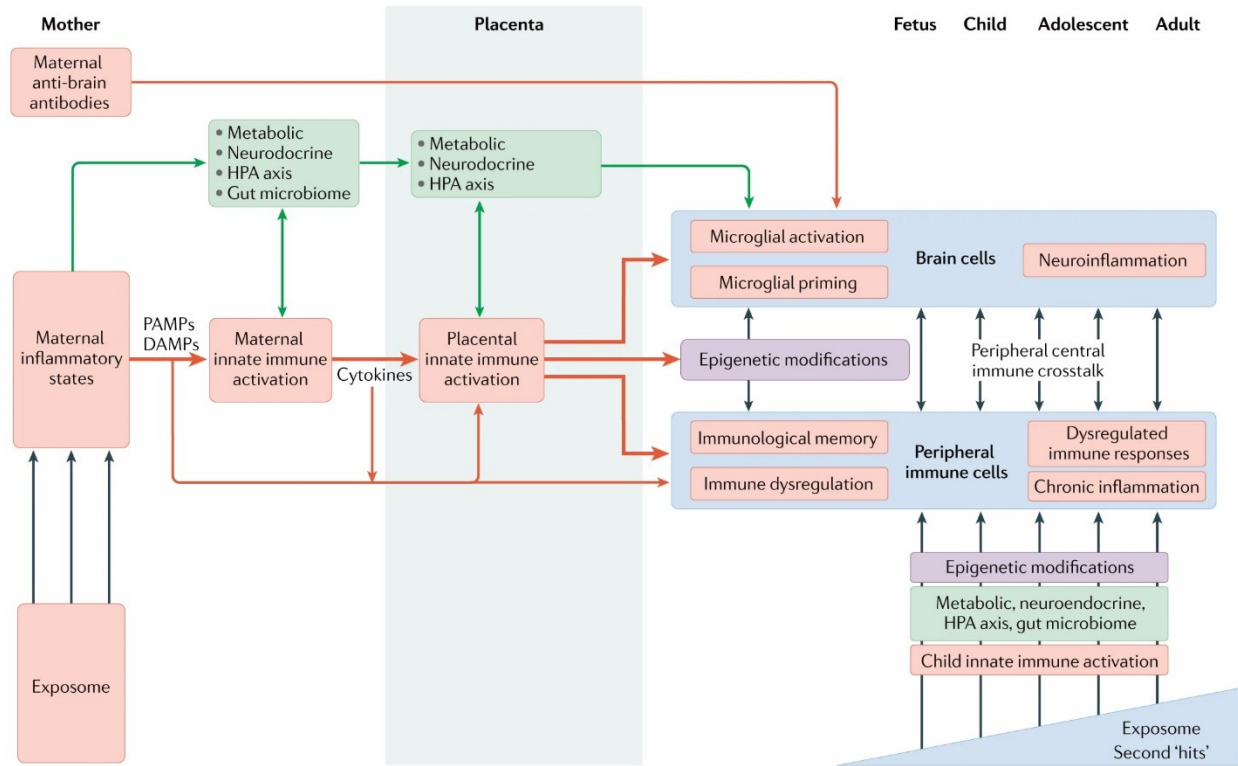 Mother
Placenta
Fetus
Child
Adolescent
Adult
Maternal
anti-brain
antibodies
• Metabolic
• Neurodocrine
• HPA axis
• Gut microbiome
• Metabolic
• Neurodocrine
• HPA axis
Microglial activation
Microglial priming
Brain cells
Neuroinflammation
Maternal
inflammatory
states
PAMPs
DAMPs
Maternal
innate immune
activation
Cytokines
Placental
innate immune
activation
Epigenetic modifications
Peripheral central
immune crosstalk
Immunological memory
Immune dysregulation
Peripheral
immune cells
Dysregulated
immune responses
Chronic inflammation
Exposome
Epigenetic modifications
Metabolic, neuroendocrine,
HPA axis, gut microbiome
Child innate immune activation
Exposome
Second ‘hits’